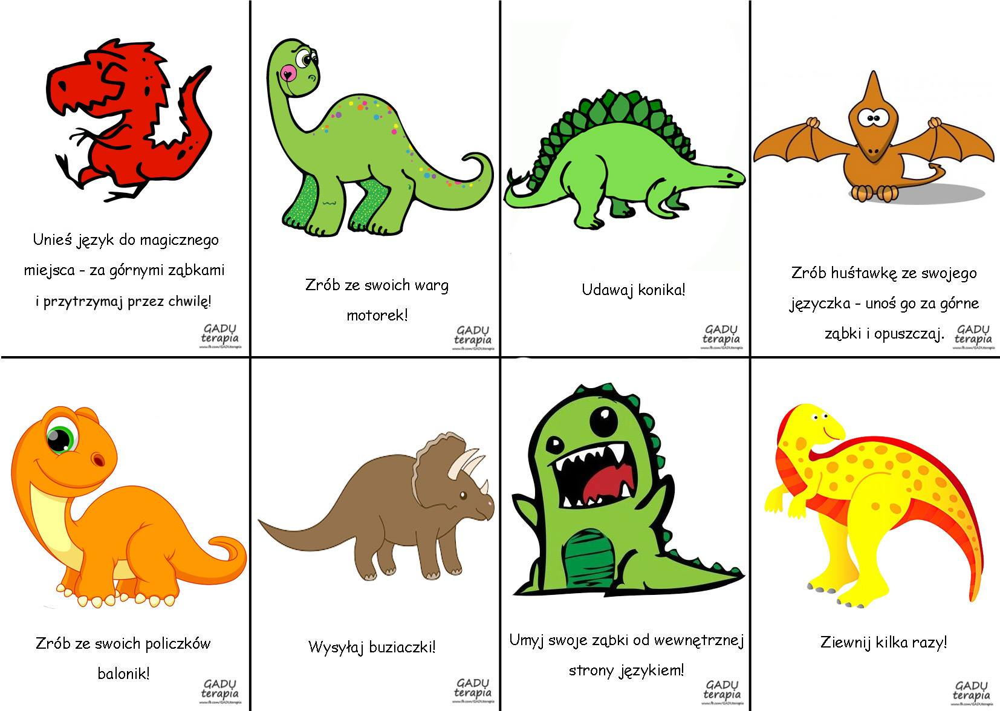 Unieś język do magicznego
miejsca - za górnymi ząbkami
i przytrzymaj przez chwilę!
GADU
terapia
www.fb.com/GADUterapia
Zrób ze swoich warg
motorek!
GADU
terapia
www.fb.com/GADUterapia
Udawaj konika!
GADU
terapia
www.fb.com/GADUterapia
Zrób huśtawkę ze swojego
języczka - unoś go za górne
ząbki i opuszczaj.
GADU
terapia
www.fb.com/GADUterapia
Zrób ze swoich policzków
balonik!
GADU
terapia
www.fb.com/GADUterapia
Wysyłaj buziaczki!
GADU
terapia
www.fb.com/GADUterapia
Umyj swoje ząbki od wewnętrznej
strony językiem!
GADU
terapia
www.fb.com/GADUterapia
Ziewnij kilka razy!
GADU
terapia
www.fb.com/GADUterapia